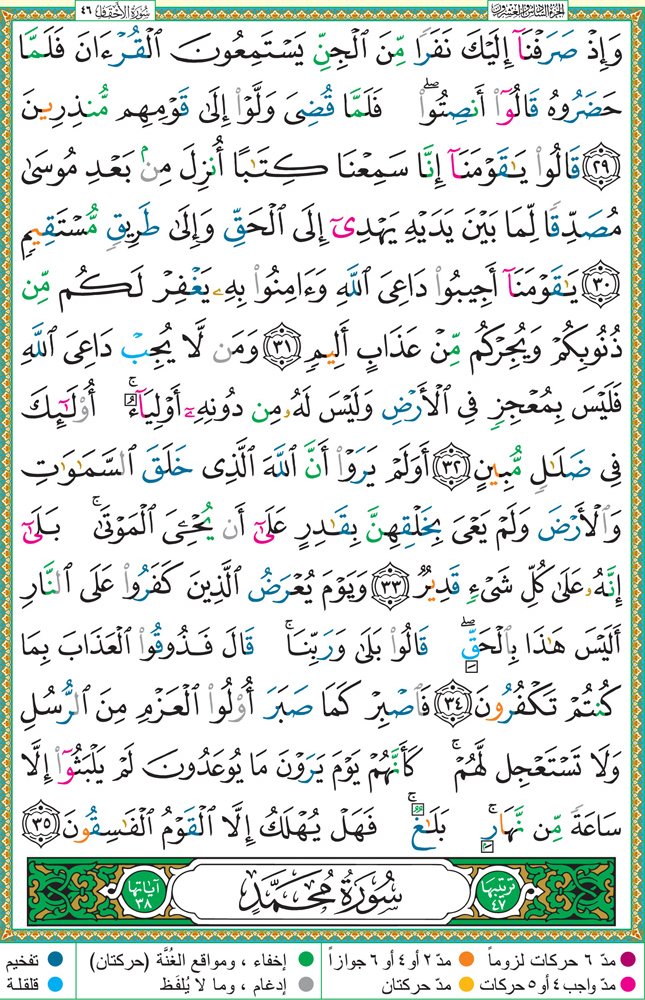 الجزء السادس والعشرون
سورة الأحقاف ٤٦
وَإِذْ صَرَفْنَآ إِلَيْكَ نَفَرًا مِّنَ ٱلْجِنِّ يَسْتَمِعُونَ ٱلْقُرْءَانَ فَلَمَّا
حَضَرُوهُ قَالُوٓا۟ أَنصِتُوا۟ ۖ فَلَمَّا قُضِىَ وَلَّوْا۟ إِلَىٰ قَوْمِهِم مُّنذِرِينَ
٢٩ قَالُوا۟ يَٰقَوْمَنَآ إِنَّا سَمِعْنَا كِتَٰبًا أُنزِلَ مِنۢ بَعْدِ مُوسَىٰ
مُصَدِّقًا لِّمَا بَيْنَ يَدَيْهِ يَهْدِىٓ إِلَى ٱلْحَقِّ وَإِلَىٰ طَرِيقٍ مُّسْتَقِيمٍ
٣٠ يَٰقَوْمَنَآ أَجِيبُوا۟ دَاعِىَ ٱللَّهِ وَءَامِنُوا۟ بِهِۦ يَغْفِرْ لَكُم مِّن
ذُنُوبِكُمْ وَيُجِرْكُم مِّنْ عَذَابٍ أَلِيمٍ ٣١ وَمَن لَّا يُجِبْ دَاعِىَ ٱللَّهِ
فَلَيْسَ بِمُعْجِزٍ فِى ٱلْأَرْضِ وَلَيْسَ لَهُۥ مِن دُونِهِۦٓ أَوْلِيَآءُ ۚ أُو۟لَٰٓئِكَ
فِى ضَلَٰلٍ مُّبِينٍ ٣٢ أَوَلَمْ يَرَوْا۟ أَنَّ ٱللَّهَ ٱلَّذِى خَلَقَ ٱلسَّمَٰوَٰتِ
وَٱلْأَرْضَ وَلَمْ يَعْىَ بِخَلْقِهِنَّ بِقَٰدِرٍ عَلَىٰٓ أَن يُحْـِۧىَ ٱلْمَوْتَىٰ ۚ بَلَىٰٓ
إِنَّهُۥ عَلَىٰ كُلِّ شَىْءٍ قَدِيرٌ ٣٣ وَيَوْمَ يُعْرَضُ ٱلَّذِينَ كَفَرُوا۟ عَلَى ٱلنَّارِ
أَلَيْسَ هَٰذَا بِٱلْحَقِّ ۖ قَالُوا۟ بَلَىٰ وَرَبِّنَا ۚ قَالَ فَذُوقُوا۟ ٱلْعَذَابَ بِمَا
كُنتُمْ تَكْفُرُونَ ٣٤ فَٱصْبِرْ كَمَا صَبَرَ أُو۟لُوا۟ ٱلْعَزْمِ مِنَ ٱلرُّسُلِ
وَلَا تَسْتَعْجِل لَّهُمْ ۚ كَأَنَّهُمْ يَوْمَ يَرَوْنَ مَا يُوعَدُونَ لَمْ يَلْبَثُوٓا۟ إِلَّا
سَاعَةً مِّن نَّهَارٍۭ ۚ بَلَٰغٌ ۚ فَهَلْ يُهْلَكُ إِلَّا ٱلْقَوْمُ ٱلْفَٰسِقُونَ ٣٥
ترتيبها ٤٧ سُورَةُ مُحَمَّدٍ آياتها ٣٨
مدّ ٦ حركات لزوماً مدّ ٢ أو ٤ أو ٦ جوازاً إخفاء ، ومواقع الغُنَّة (حركتان) تفخيم
مدّ واجب ٤ أو ٥ حركات مدّ حركتان إدغام ، وما لا يُلفَظ قلقلة